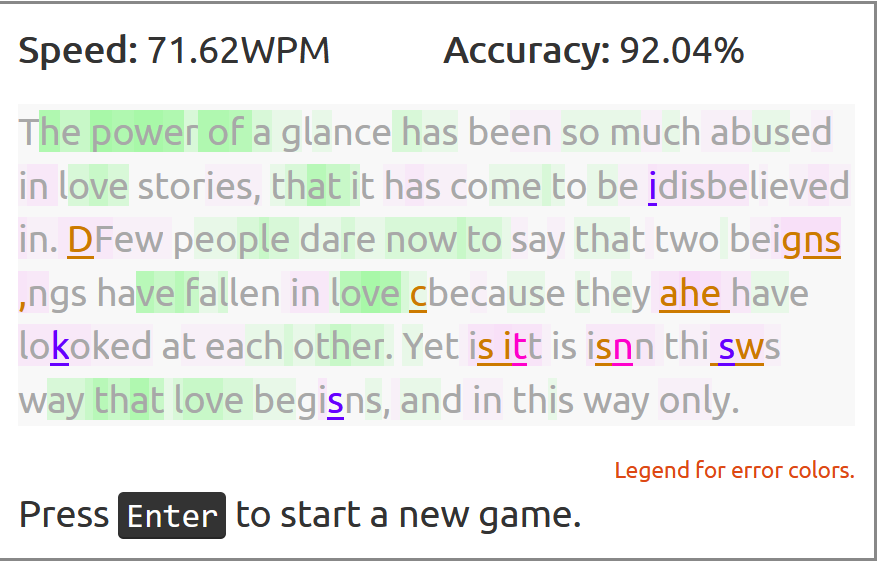 Speed: 71.62WPM Accuracy: 92.04%
The power of a glance has been so much abused
in love stories, that it has come to be idisbelieved
in. DFew people dare now to say that two beigns
,ngs have fallen in love cbecause they ahe have
lokoked at each other. Yet is itt is isnn thi sws
way that love begisns, and in this way only.
Legend for error colors.
Press Enter to start a new game.